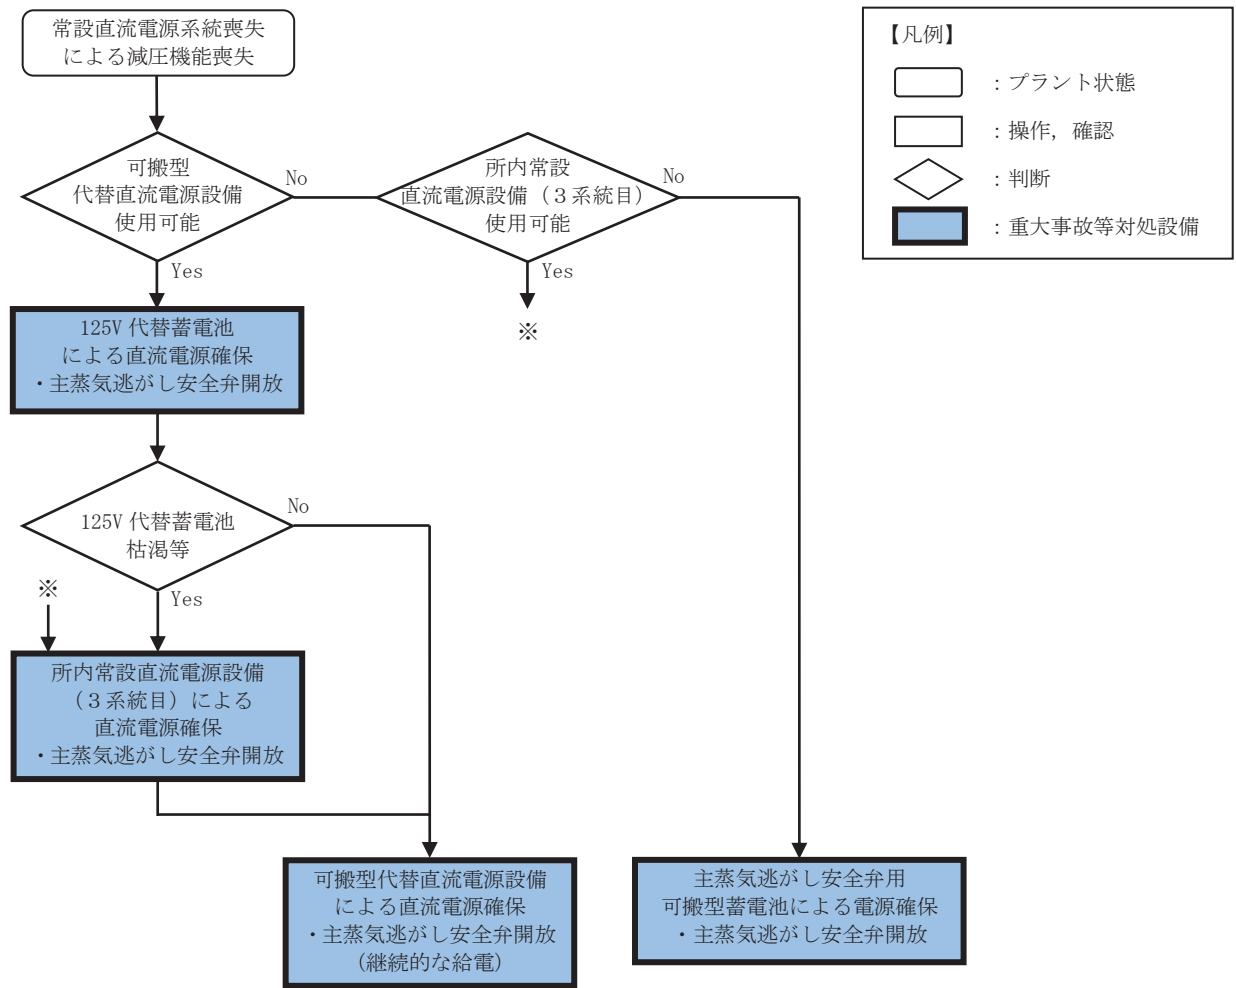 常設直流電源系統喪失
による減圧機能喪失
可搬型
代替直流電源設備
使用可能
No
Yes
所内常設
直流電源設備（３系統目）
使用可能
No
Yes
※
125V 代替蓄電池
による直流電源確保
・主蒸気逃がし安全弁開放
125V 代替蓄電池
枯渇等
No
Yes
※
所内常設直流電源設備
（３系統目）による
直流電源確保
・主蒸気逃がし安全弁開放
可搬型代替直流電源設備
による直流電源確保
・主蒸気逃がし安全弁開放
（継続的な給電）
主蒸気逃がし安全弁用
可搬型蓄電池による電源確保
・主蒸気逃がし安全弁開放
【凡例】
：プラント状態
：操作，確認
：判断
：重大事故等対処設備